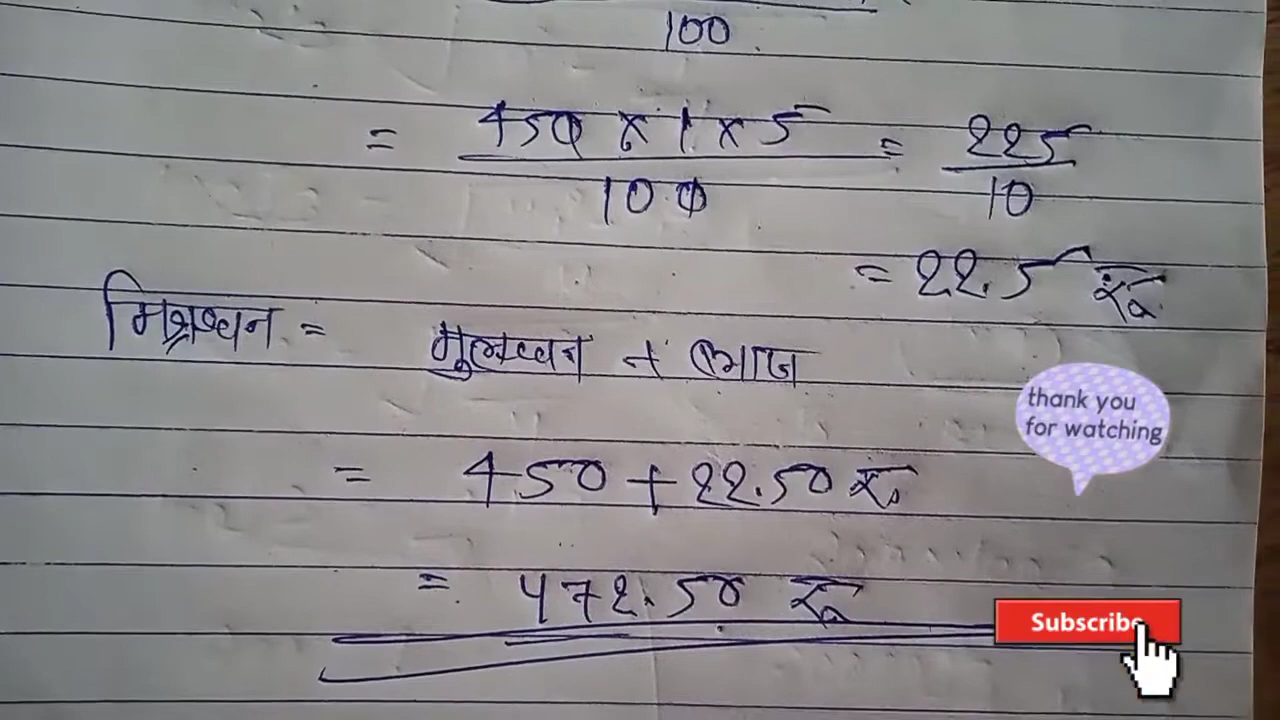 100
= 450 x 1 x 5 / 100 = 225 / 10
= 22.5 रू
मिश्रधन = मुलधन + ब्याज
thank you
for watching
= 450 + 22.50 रू
= 472.50 रू
Subscribe